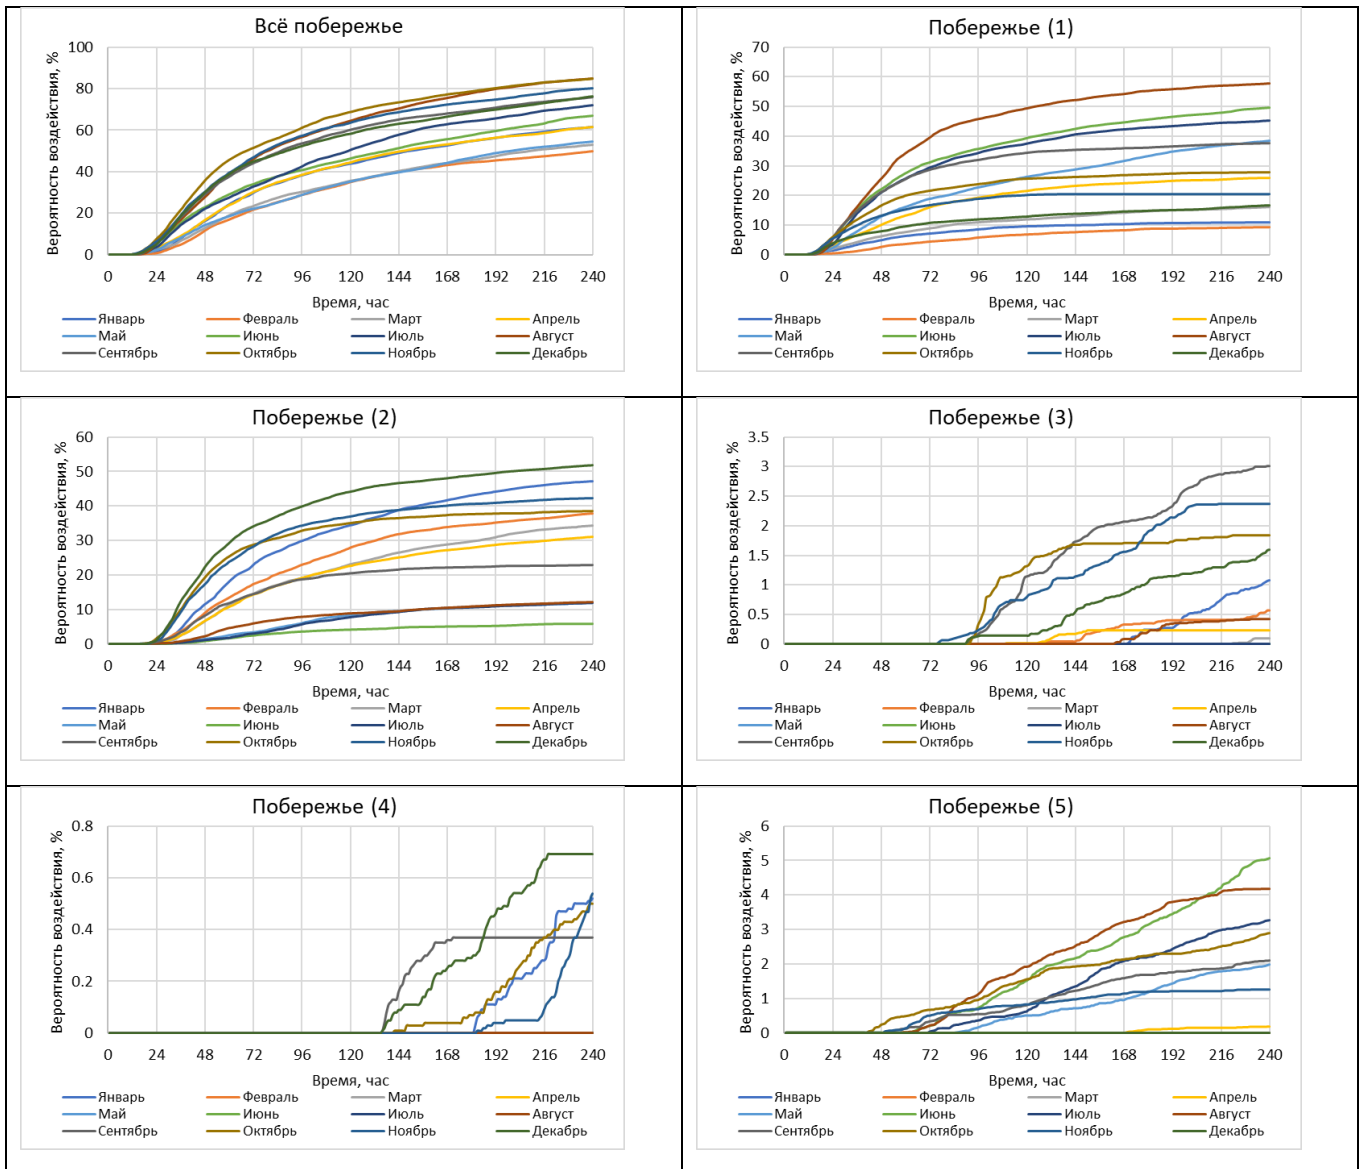 Всё побережье
Вероятность воздействия, %
100
80
60
40
20
0
0 24 48 72 96 120 144 168 192 216 240
Время, час
Январь Февраль Март Апрель
Май Июнь Июль Август
Сентябрь Октябрь Ноябрь Декабрь
Побережье (1)
Вероятность воздействия, %
70
60
50
40
30
20
10
0
0 24 48 72 96 120 144 168 192 216 240
Время, час
Январь Февраль Март Апрель
Май Июнь Июль Август
Сентябрь Октябрь Ноябрь Декабрь
Побережье (2)
Вероятность воздействия, %
60
50
40
30
20
10
0
0 24 48 72 96 120 144 168 192 216 240
Время, час
Январь Февраль Март Апрель
Май Июнь Июль Август
Сентябрь Октябрь Ноябрь Декабрь
Побережье (3)
Вероятность воздействия, %
3.5
3
2.5
2
1.5
1
0.5
0
0 24 48 72 96 120 144 168 192 216 240
Время, час
Январь Февраль Март Апрель
Май Июнь Июль Август
Сентябрь Октябрь Ноябрь Декабрь
Побережье (4)
Вероятность воздействия, %
0.8
0.6
0.4
0.2
0
0 24 48 72 96 120 144 168 192 216 240
Время, час
Январь Февраль Март Апрель
Май Июнь Июль Август
Сентябрь Октябрь Ноябрь Декабрь
Побережье (5)
Вероятность воздействия, %
6
5
4
3
2
1
0
0 24 48 72 96 120 144 168 192 216 240
Время, час
Январь Февраль Март Апрель
Май Июнь Июль Август
Сентябрь Октябрь Ноябрь Декабрь